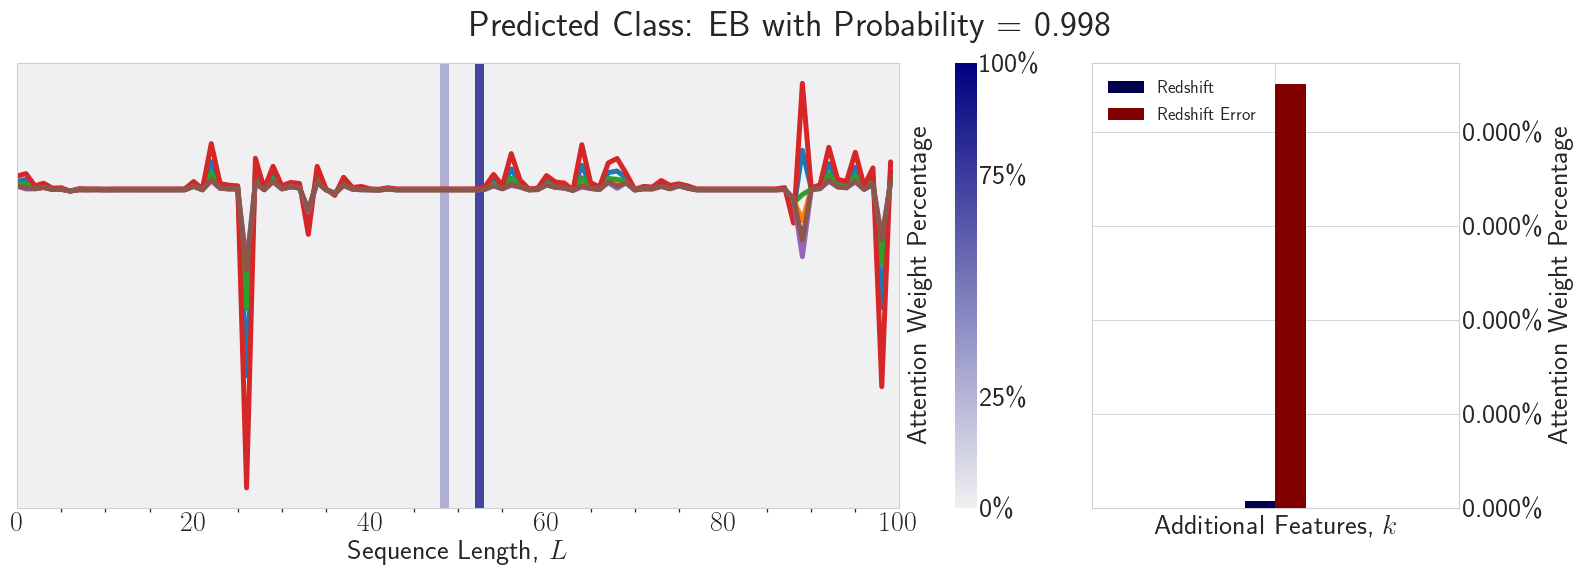 Predicted Class: EB with Probability = 0.998
0 20 40 60 80 100
Sequence Length, L
100%
75%
25%
0%
Attention Weight Percentage
Redshift
Redshift Error
Additional Features, k
0.000%
0.000%
0.000%
0.000%
0.000%
Attention Weight Percentage